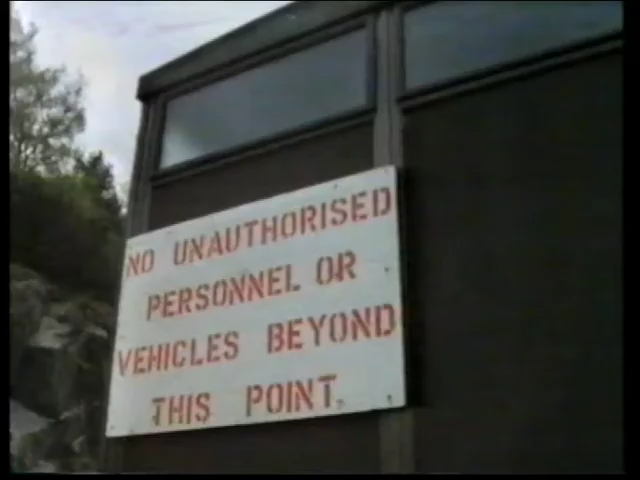 NO UNAUTHORISED
PERSONNEL OR
VEHICLES BEYOND
THIS POINT.